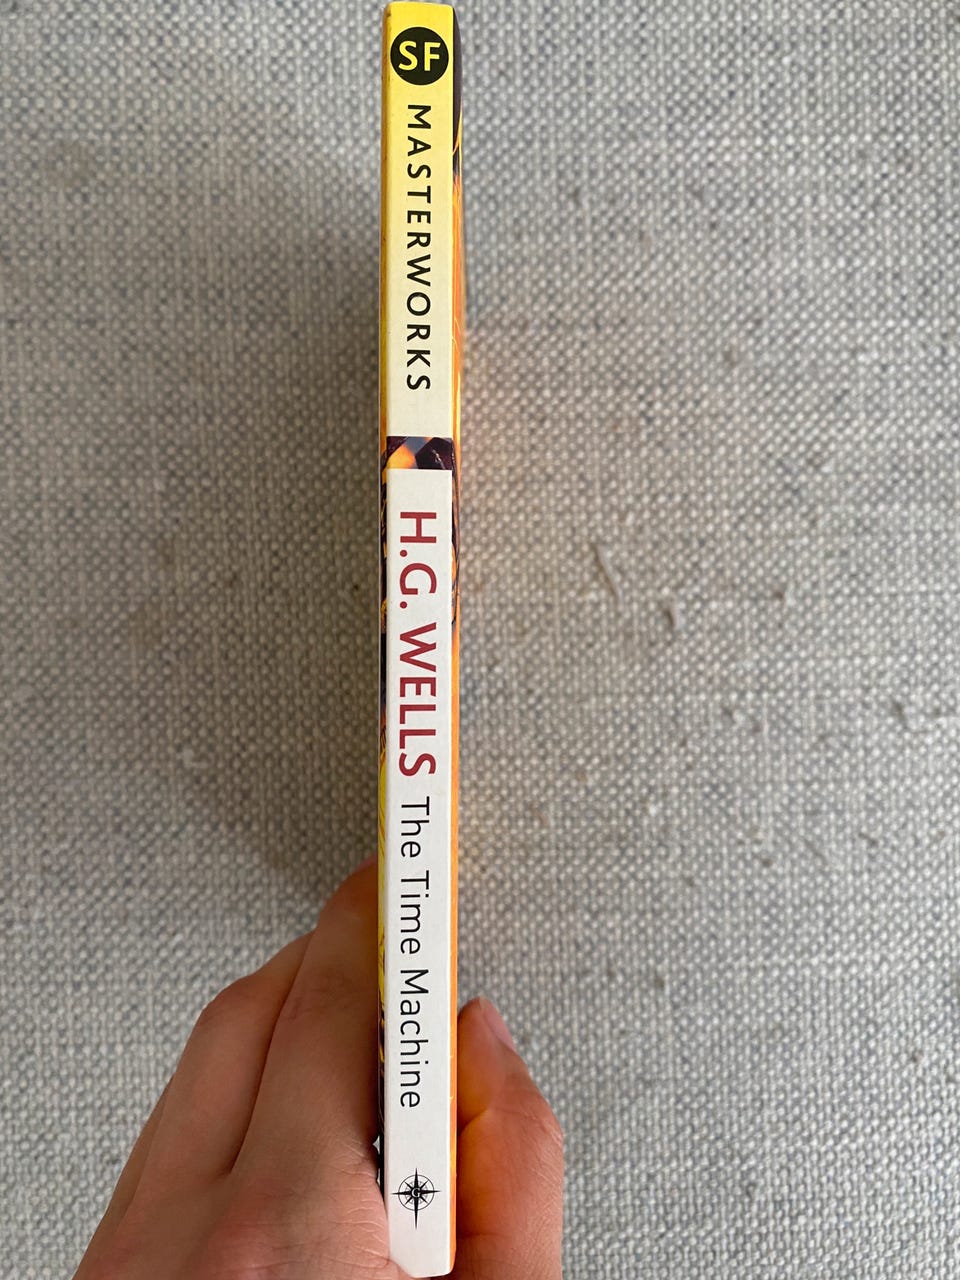 SF
MASTERWORKS
H.G. WELLS The Time Machine
G